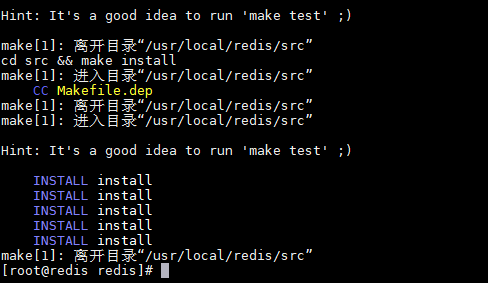 Hint: It's a good idea to run 'make test' ;)
make[1]: 离开目录“/usr/local/redis/src”
cd src && make install
make[1]: 进入目录“/usr/local/redis/src”
    CC Makefile.dep
make[1]: 离开目录“/usr/local/redis/src”
make[1]: 进入目录“/usr/local/redis/src”
Hint: It's a good idea to run 'make test' ;)
    INSTALL install
    INSTALL install
    INSTALL install
    INSTALL install
    INSTALL install
make[1]: 离开目录“/usr/local/redis/src”
[root@redis redis]#